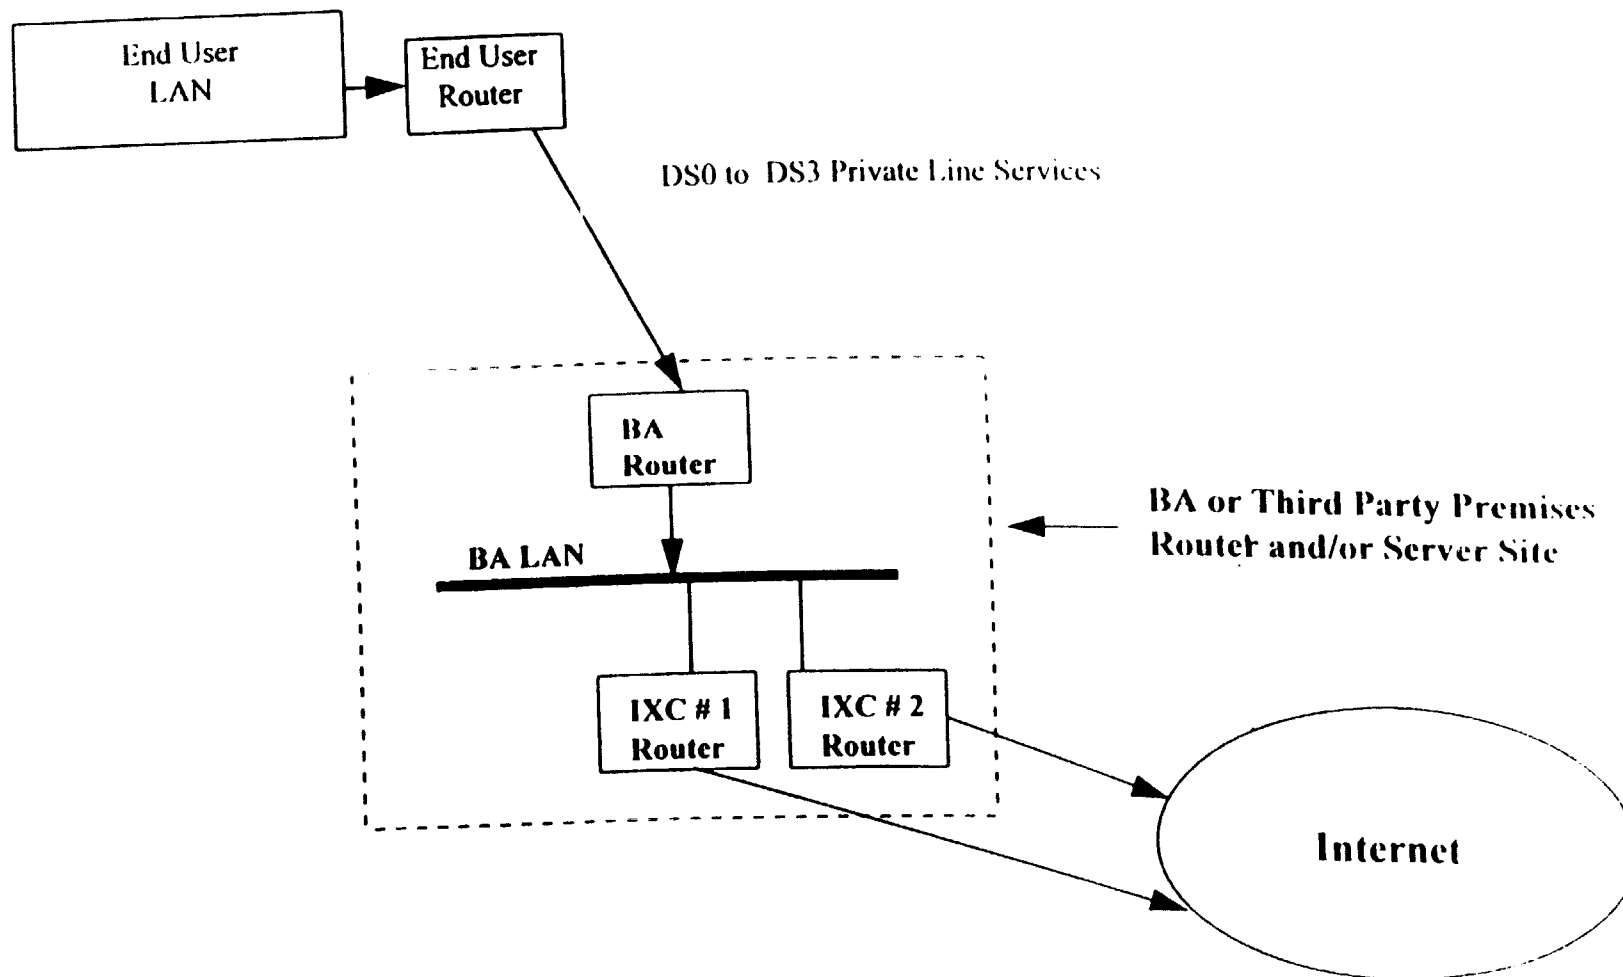 End User
LAN
End User
Router
DS0 to DS3 Private Line Services
BA
Router
BA LAN
BA or Third Party Premises
Router and/or Server Site
IXC # 1
Router
IXC # 2
Router
Internet